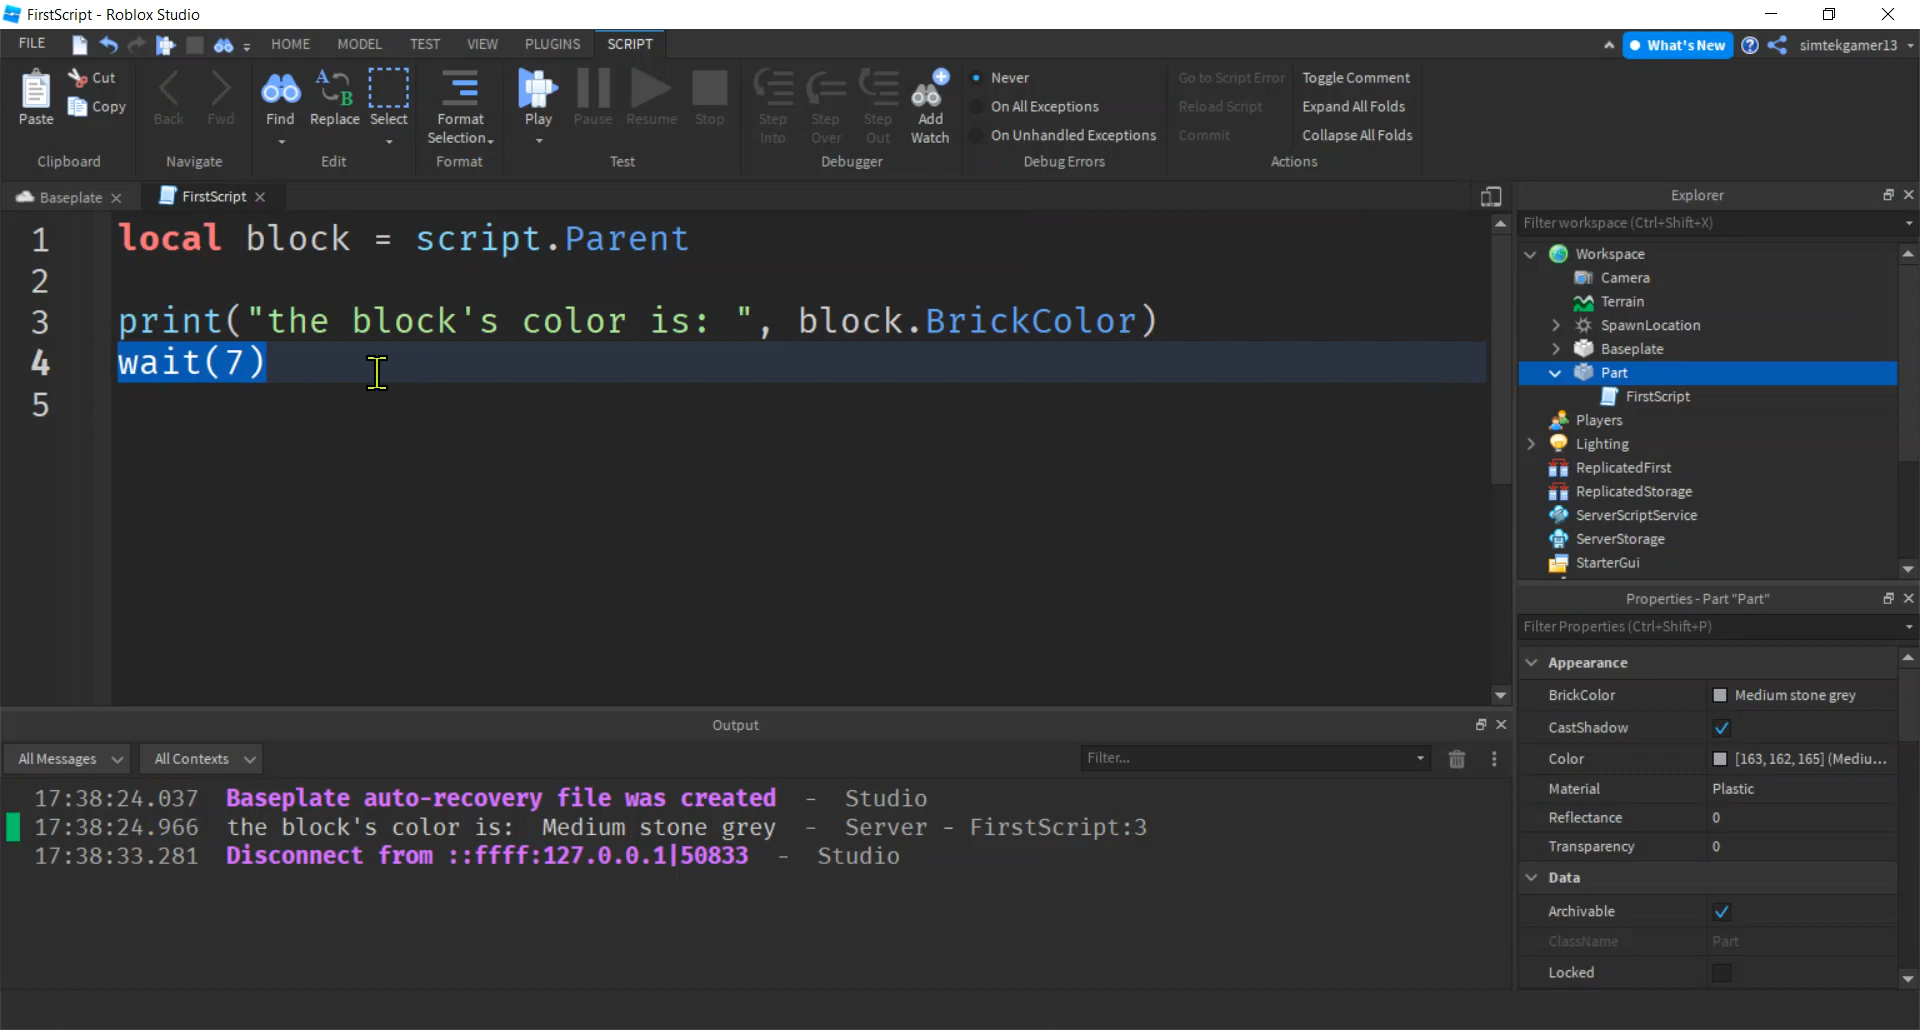 FirstScript - Roblox Studio
FILE HOME MODEL TEST VIEW PLUGINS SCRIPT What's New simtekgamer13
Paste
Cut
Copy
Clipboard
Back
Fwd
Navigate
Find
Replace
Select
Edit
Format
Selection
Format
Play
Pause
Resume
Stop
Test
Step
Into
Step
Over
Step
Out
Add
Watch
Debugger
Never
On All Exceptions
On Unhandled Exceptions
Debug Errors
Go to Script Error
Reload Script
Commit
Toggle Comment
Expand All Folds
Collapse All Folds
Actions
Baseplate
FirstScript
1 local block = script.Parent
2
3 print("the block's color is: ", block.BrickColor)
4 wait(7)
5
Output
All Messages All Contexts Filter...
17:38:24.037 Baseplate auto-recovery file was created - Studio
17:38:24.966 the block's color is: Medium stone grey - Server - FirstScript:3
17:38:33.281 Disconnect from ::ffff:127.0.0.1|50833 - Studio
Explorer
Filter workspace (Ctrl+Shift+X)
Workspace
Camera
Terrain
SpawnLocation
Baseplate
Part
FirstScript
Players
Lighting
ReplicatedFirst
ReplicatedStorage
ServerScriptService
ServerStorage
StarterGui
Properties - Part "Part"
Filter Properties (Ctrl+Shift+P)
Appearance
BrickColor Medium stone grey
CastShadow
Color [163, 162, 165] (Mediu...
Material Plastic
Reflectance 0
Transparency 0
Data
Archivable
ClassName Part
Locked